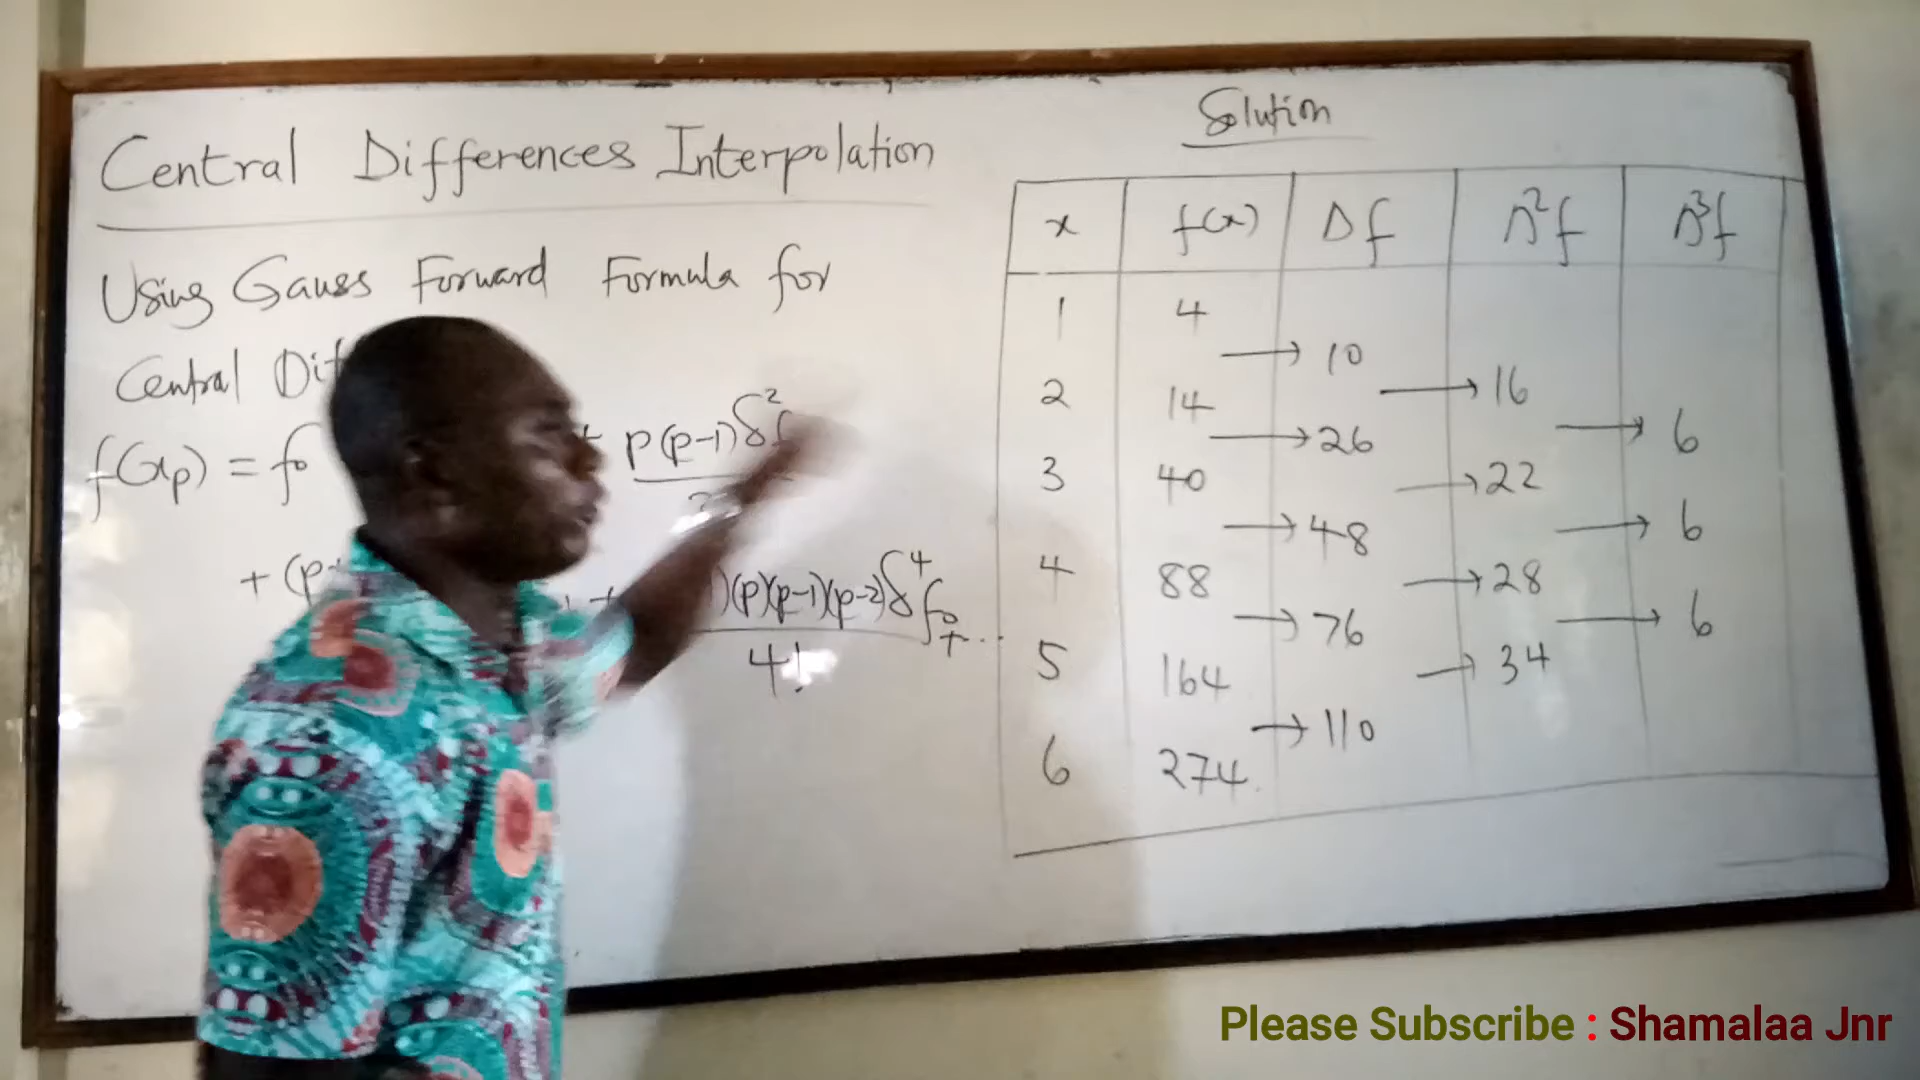 Central Differences Interpolation
Using Gauss Forward Formula for
Central
f(xp) = f0 + p(p-1)δ²
+ (p + )(p)(p-1)(p-2)δ⁴f0 + ...
4!
Solution
x f(x) Δf Δ²f Δ³f
1 4
→ 10
2 14 → 16
→ 26 → 6
3 40 → 22
→ 48 → 6
4 88 → 28
→ 76 → 6
5 164 → 34
→ 110
6 274
Please Subscribe : Shamalaa Jnr